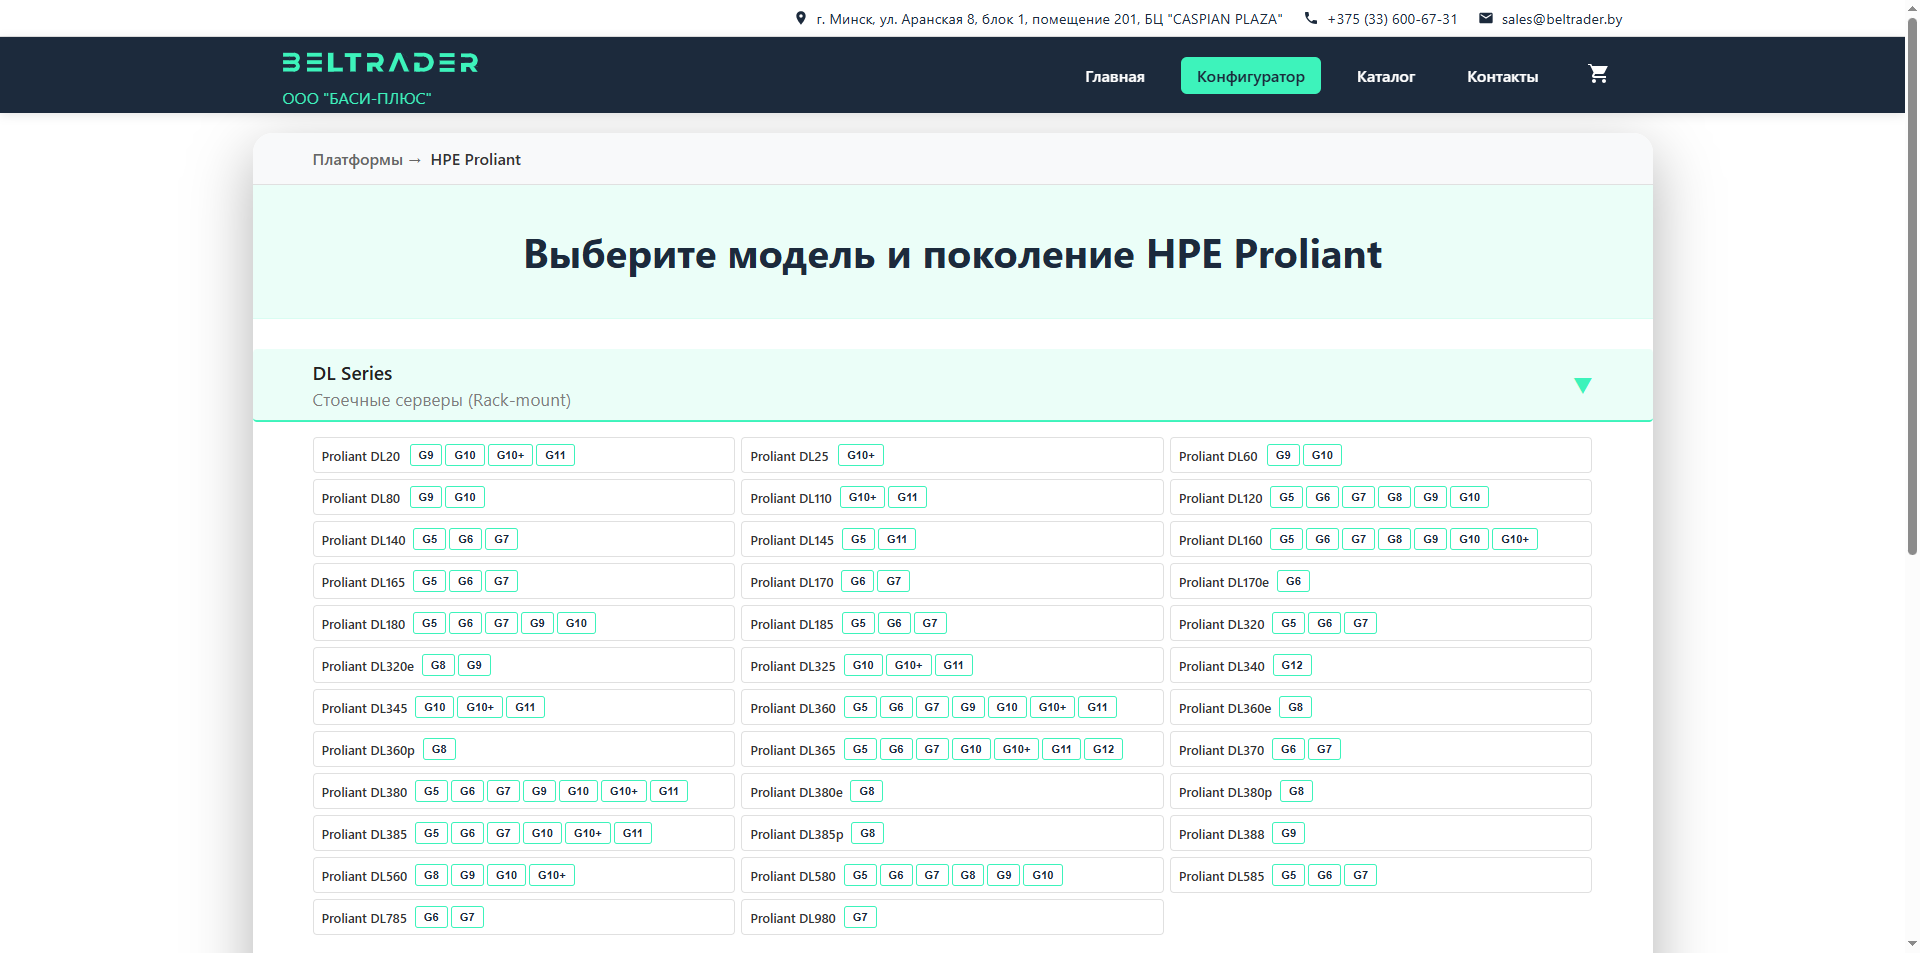 г. Минск, ул. Аранская 8, блок 1, помещение 201, БЦ "CASPIAN PLAZA" +375 (33) 600-67-31 sales@beltrader.by
BELTRADER
ООО "БАСИ-ПЛЮС"
Главная Конфигуратор Каталог Контакты
Платформы → HPE Proliant
Выберите модель и поколение HPE Proliant
DL Series
Стоечные серверы (Rack-mount)
Proliant DL20 G9 G10 G10+ G11
Proliant DL25 G10+
Proliant DL60 G9 G10
Proliant DL80 G9 G10
Proliant DL110 G10+ G11
Proliant DL120 G5 G6 G7 G8 G9 G10
Proliant DL140 G5 G6 G7
Proliant DL145 G5 G11
Proliant DL160 G5 G6 G7 G8 G9 G10 G10+
Proliant DL165 G5 G6 G7
Proliant DL170 G6 G7
Proliant DL170e G6
Proliant DL180 G5 G6 G7 G9 G10
Proliant DL185 G5 G6 G7
Proliant DL320 G5 G6 G7
Proliant DL320e G8 G9
Proliant DL325 G10 G10+ G11
Proliant DL340 G12
Proliant DL345 G10 G10+ G11
Proliant DL360 G5 G6 G7 G9 G10 G10+ G11
Proliant DL360e G8
Proliant DL360p G8
Proliant DL365 G5 G6 G7 G10 G10+ G11 G12
Proliant DL370 G6 G7
Proliant DL380 G5 G6 G7 G9 G10 G10+ G11
Proliant DL380e G8
Proliant DL380p G8
Proliant DL385 G5 G6 G7 G10 G10+ G11
Proliant DL385p G8
Proliant DL388 G9
Proliant DL560 G8 G9 G10 G10+
Proliant DL580 G5 G6 G7 G8 G9 G10
Proliant DL585 G5 G6 G7
Proliant DL785 G6 G7
Proliant DL980 G7